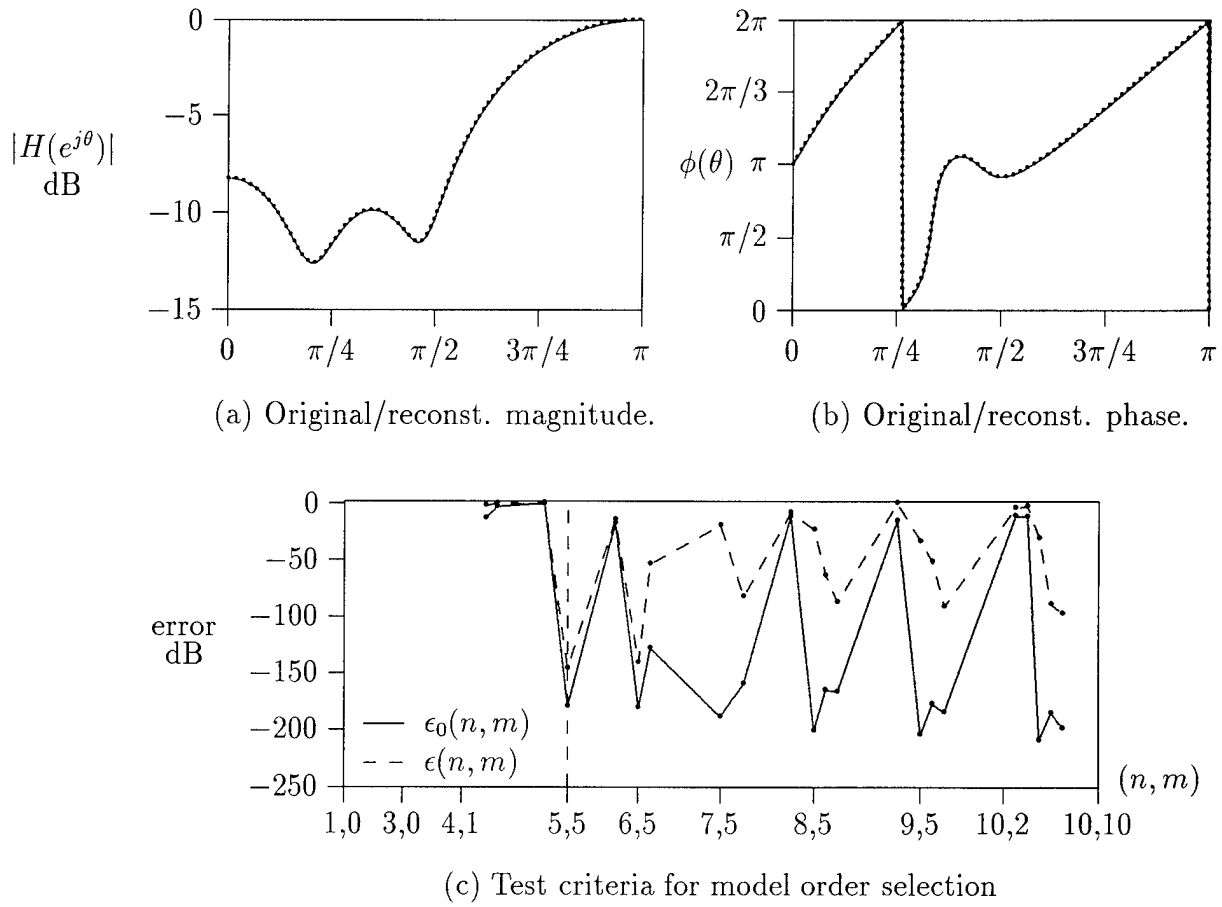 0
−5
−10
−15
|H(e^{jθ})|
dB
0 π/4 π/2 3π/4 π
(a) Original/reconst. magnitude.
2π
2π/3
ϕ(θ) π
π/2
0
0 π/4 π/2 3π/4 π
(b) Original/reconst. phase.
0
−50
−100
−150
−200
−250
error
dB
ϵ₀(n, m)
ϵ(n, m)
(n, m)
1,0 3,0 4,1 5,5 6,5 7,5 8,5 9,5 10,2 10,10
(c) Test criteria for model order selection